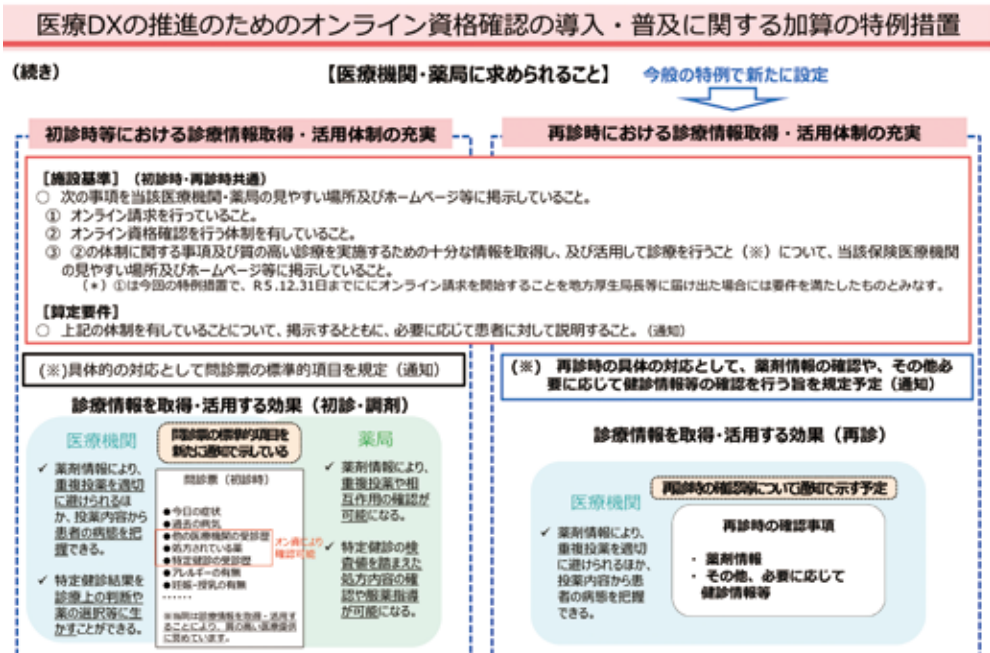 医療DXの推進のためのオンライン資格確認の導入・普及に関する加算の特例措置
(続き)
【医療機関・薬局に求められること】
今般の特例で新たに設定
初診時等における診療情報取得・活用体制の充実
再診時における診療情報取得・活用体制の充実
［施設基準］（初診時・再診時共通）
○ 次の事項を当該医療機関・薬局の見やすい場所及びホームページ等に掲示していること。
① オンライン請求を行っていること。
② オンライン資格確認を行う体制を有していること。
③ ②の体制に関する事項及び質の高い診療を実施するための十分な情報を取得し、及び活用して診療を行うこと（※）について、当該保険医療機関
の見やすい場所及びホームページ等に掲示していること。
（＊）①は今回の特例措置で、R5.12.31日までににオンライン請求を開始することを地方厚生局長等に届け出た場合には要件を満たしたものとみなす。
［算定要件］
○ 上記の体制を有していることについて、掲示するとともに、必要に応じて患者に対して説明すること。（通知）
(※)具体的の対応として問診票の標準的項目を規定（通知）
(※) 再診時の具体の対応として、薬剤情報の確認や、その他必
要に応じて健診情報等の確認を行う旨を規定予定（通知）
診療情報を取得・活用する効果（初診・調剤）
医療機関
✓ 薬剤情報により、
重複投薬を適切
に避けられるほ
か、投薬内容から
患者の病態を把
握できる。
✓ 特定健診結果を
診療上の判断や
薬の選択等に生
かすことができる。
問診票の標準的項目を
新たに通知で示している
問診票（初診時）
●今日の症状
●過去の病気
●他の医療機関の受診歴
●処方されている薬
●特定健診の受診歴
●アレルギーの有無
●妊娠・授乳の有無
……
オン資により
確認可能
※当院は診療情報を取得・活用す
ることにより、質の高い医療提供
に努めています。
薬局
✓ 薬剤情報により、
重複投薬や相
互作用の確認が
可能になる。
✓ 特定健診の検
査値を踏まえた
処方内容の確
認や服薬指導
が可能になる。
診療情報を取得・活用する効果（再診）
医療機関
✓ 薬剤情報により、
重複投薬を適切
に避けられるほか、
投薬内容から患
者の病態を把握
できる。
再診時の確認事項について通知で示す予定
再診時の確認事項
・ 薬剤情報
・ その他、必要に応じて
健診情報等